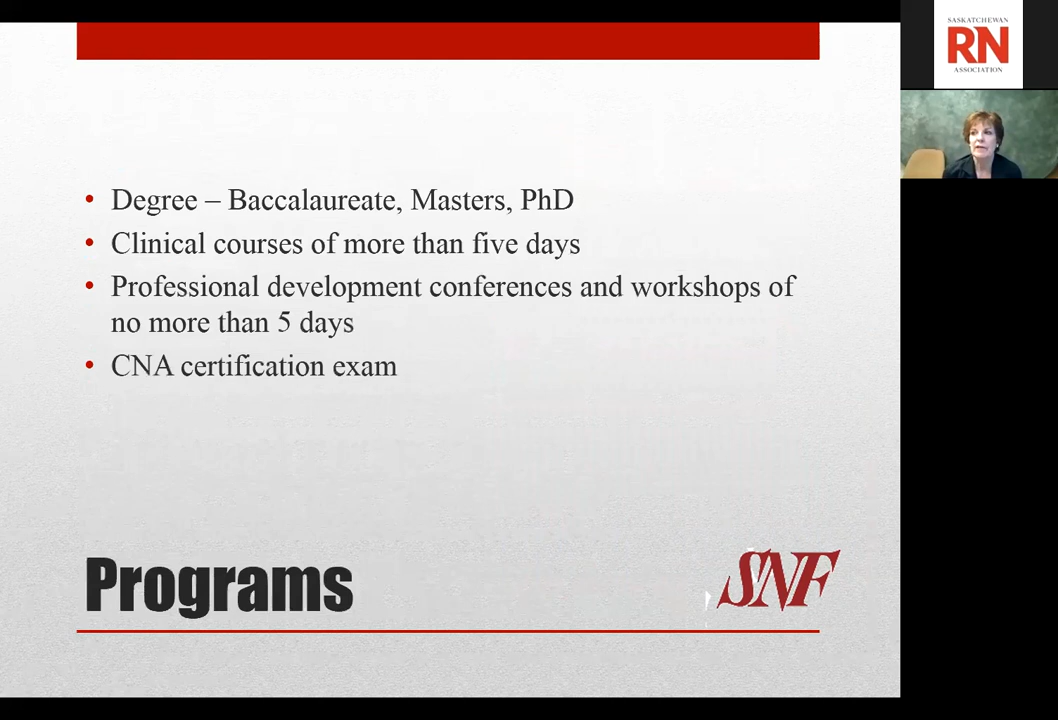 • Degree – Baccalaureate, Masters, PhD
• Clinical courses of more than five days
• Professional development conferences and workshops of
no more than 5 days
• CNA certification exam
Programs
SNF
SASKATCHEWAN
RN
ASSOCIATION